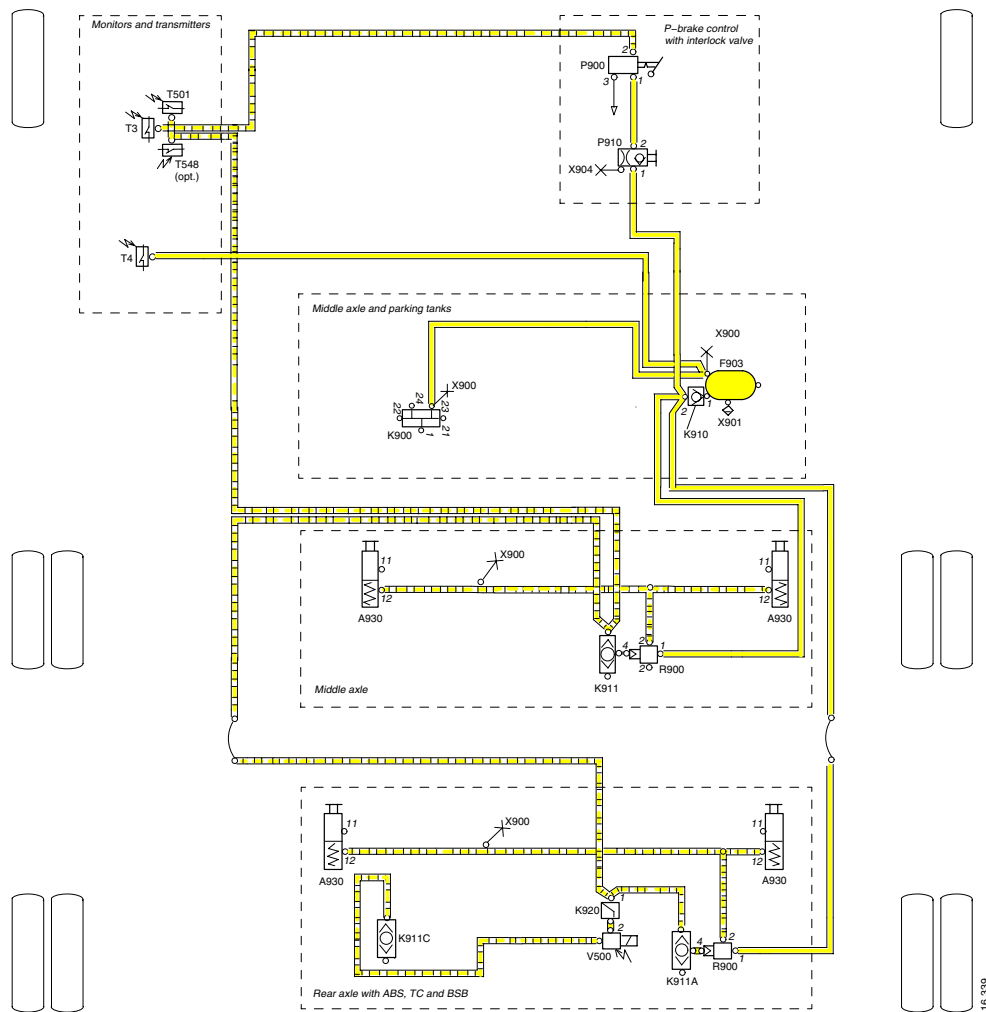 Monitors and transmitters
P–brake control
with interlock valve
2
P900
3
1
T501
T3
T548
(opt.)
P910
2
X904
1
T4
Middle axle and parking tanks
X900
F903
X900
24
23
22
21
1
K900
1
2
X901
K910
X900
11
11
12
12
A930
A930
2
1
4
2
R900
K911
Middle axle
X900
11
11
12
12
A930
A930
1
K920
2
K911C
V500
2
4
1
R900
K911A
Rear axle with ABS, TC and BSB
16 339